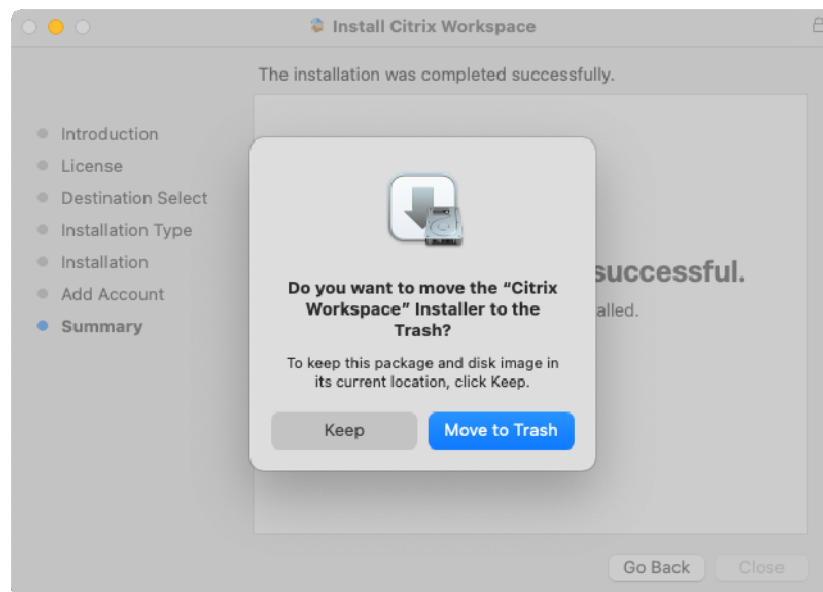 Install Citrix Workspace
The installation was completed successfully.
Introduction
License
Destination Select
Installation Type
Installation
Add Account
Summary
successful.
alled.
Do you want to move the “Citrix
Workspace” Installer to the
Trash?
To keep this package and disk image in
its current location, click Keep.
Keep
Move to Trash
Go Back
Close